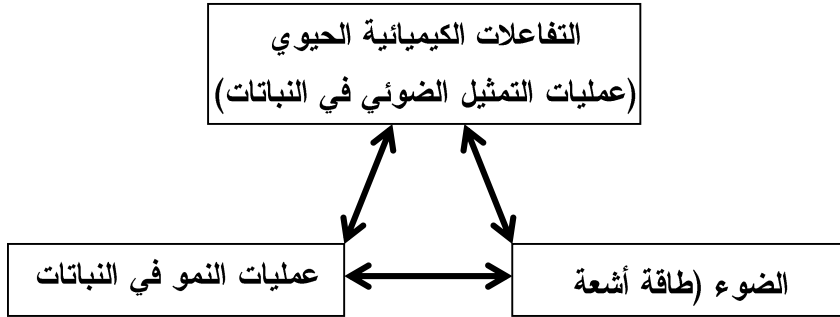 التفاعلات الكيميائية الحيوي
(عمليات التمثيل الضوئي في النباتات)
عمليات النمو في النباتات
الضوء (طاقة أشعة